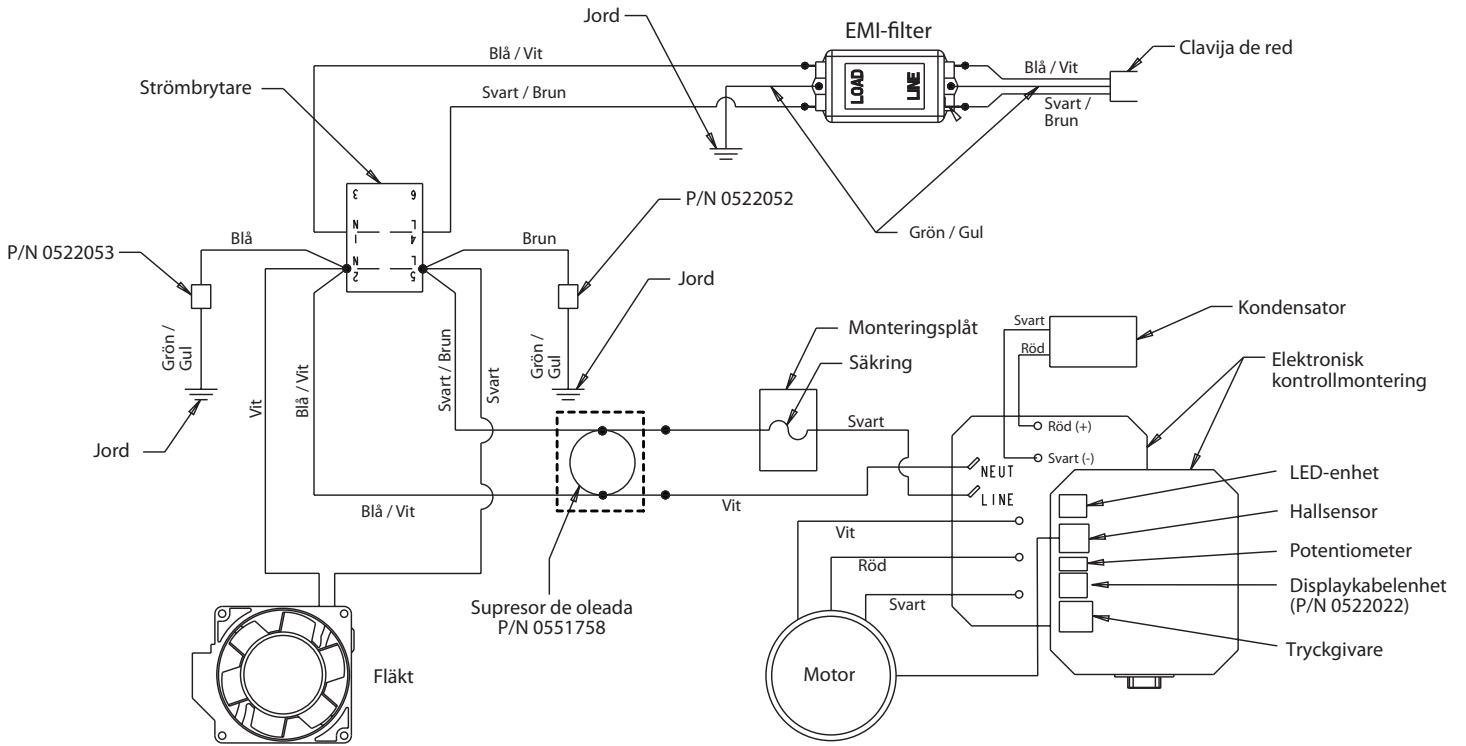 Jord
EMI-filter
Clavija de red
Blå / Vit
Blå / Vit
LOAD
LINE
Strömbrytare
Svart / Brun
Svart /
Brun
Jord
3
6
P/N 0522052
N
1
L
4
Grön / Gul
P/N 0522053
Blå
Brun
N
2
L
5
Jord
Grön /
Gul
Vit
Blå / Vit
Svart / Brun
Svart
Grön /
Gul
Monteringsplåt
Säkring
Svart
Röd
Kondensator
Elektronisk
kontrollmontering
Jord
Svart
Röd (+)
Svart (-)
NEUT
LINE
LED-enhet
Blå / Vit
Vit
Hallsensor
Vit
Potentiometer
Röd
Displaykabelenhet
(P/N 0522022)
Supresor de oleada
P/N 0551758
Svart
Tryckgivare
Fläkt
Motor